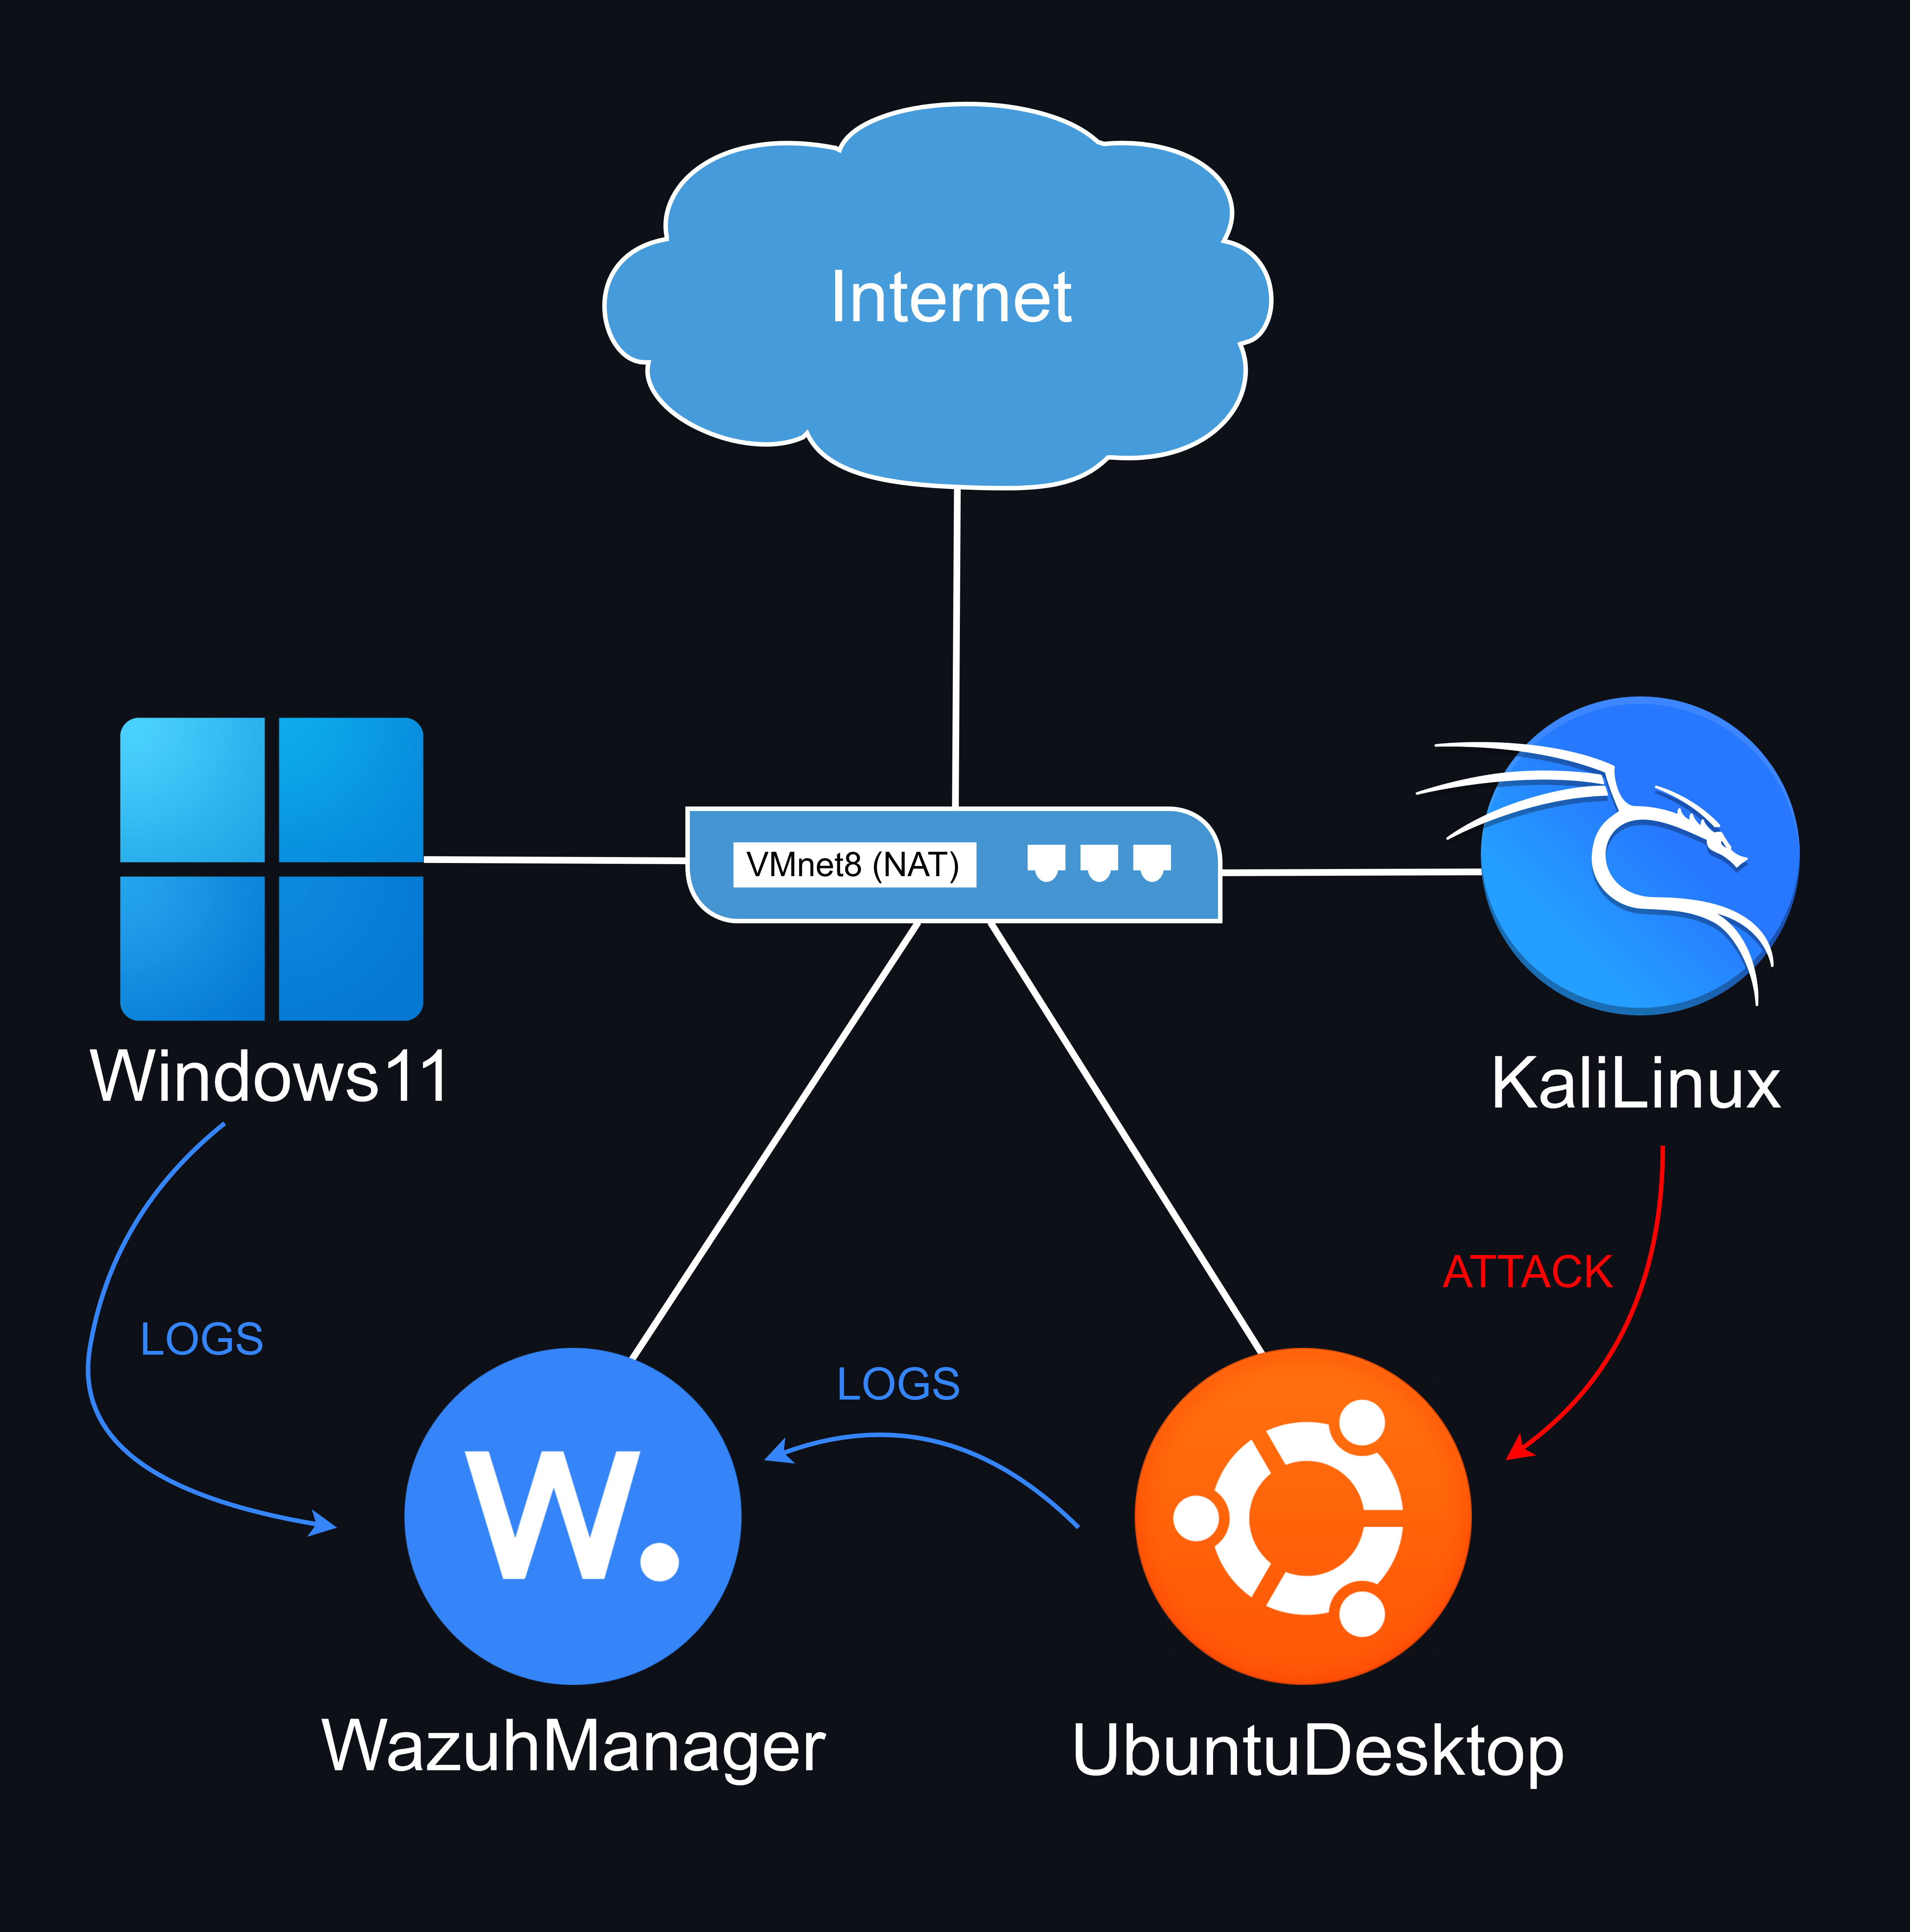 Internet
VMnet8 (NAT)
Windows11
KaliLinux
ATTACK
LOGS
LOGS
W.
WazuhManager
UbuntuDesktop